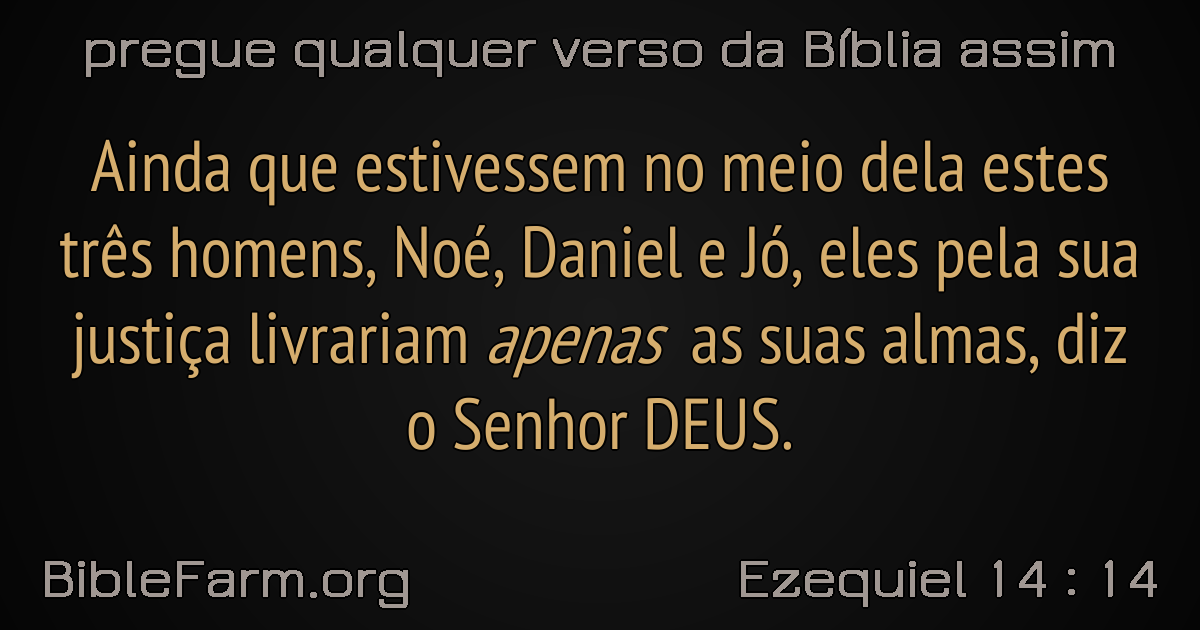 pregue qualquer verso da Bíblia assim
Ainda que estivessem no meio dela estes
três homens, Noé, Daniel e Jó, eles pela sua
justiça livrariam apenas as suas almas, diz
o Senhor DEUS.
BibleFarm.org
Ezequiel 14 : 14